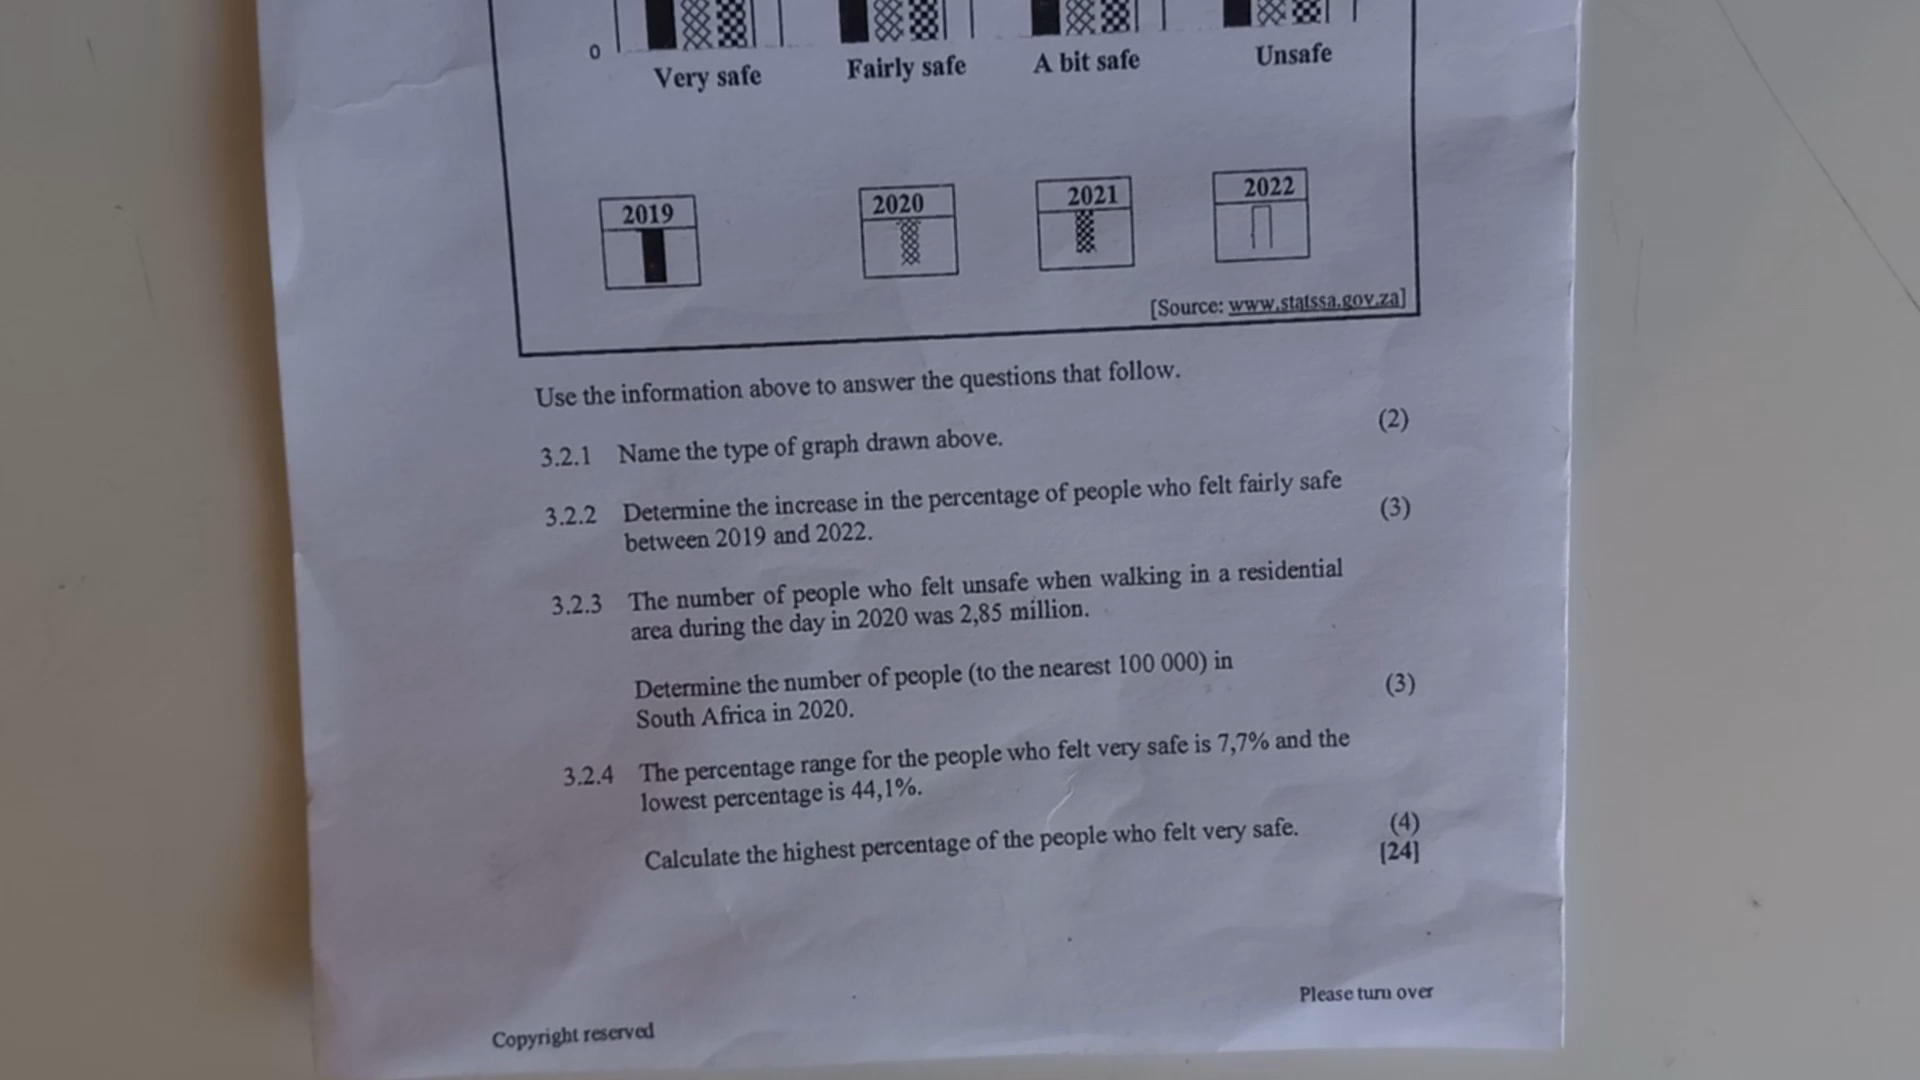 0
Very safe Fairly safe A bit safe Unsafe
2019 2020 2021 2022
[Source: www.statssa.gov.za]
Use the information above to answer the questions that follow.
3.2.1 Name the type of graph drawn above. (2)
3.2.2 Determine the increase in the percentage of people who felt fairly safe
between 2019 and 2022. (3)
3.2.3 The number of people who felt unsafe when walking in a residential
area during the day in 2020 was 2,85 million.
Determine the number of people (to the nearest 100 000) in
South Africa in 2020. (3)
3.2.4 The percentage range for the people who felt very safe is 7,7% and the
lowest percentage is 44,1%.
Calculate the highest percentage of the people who felt very safe. (4)
[24]
Copyright reserved Please turn over